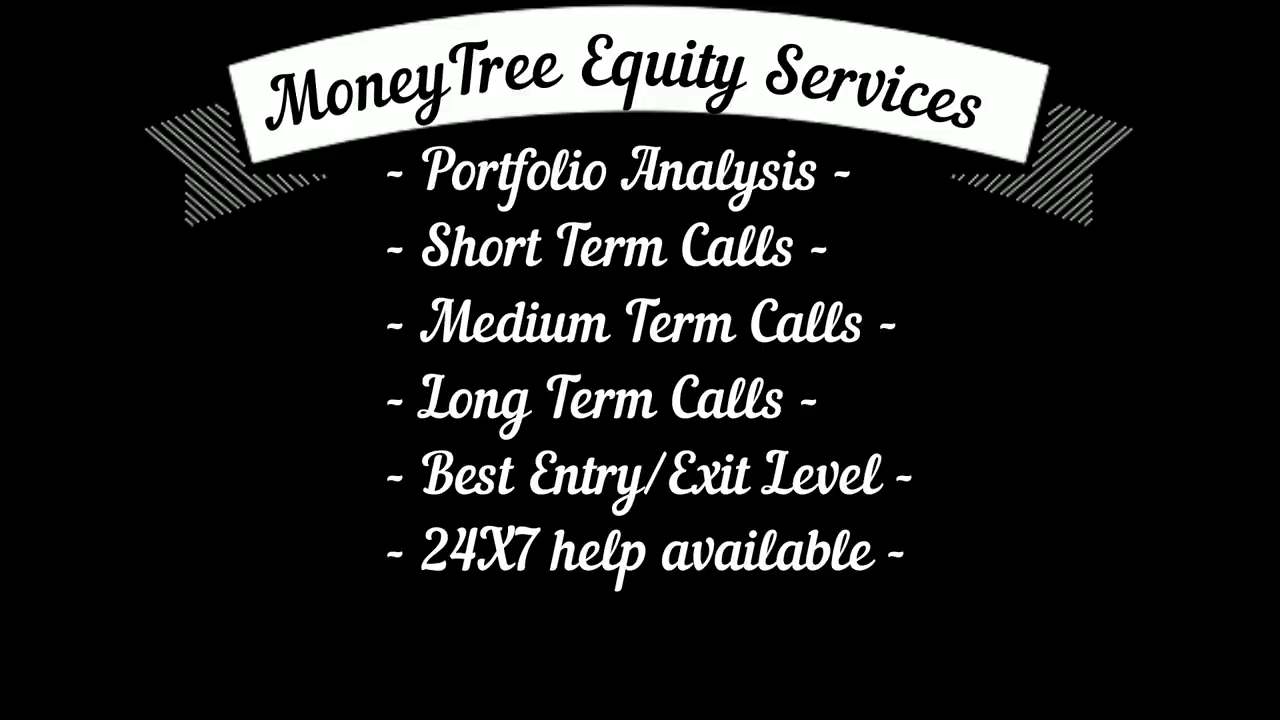 MoneyTree Equity Services
- Portfolio Analysis -
- Short Term Calls -
- Medium Term Calls -
- Long Term Calls -
- Best Entry/Exit Level -
- 24X7 help available -